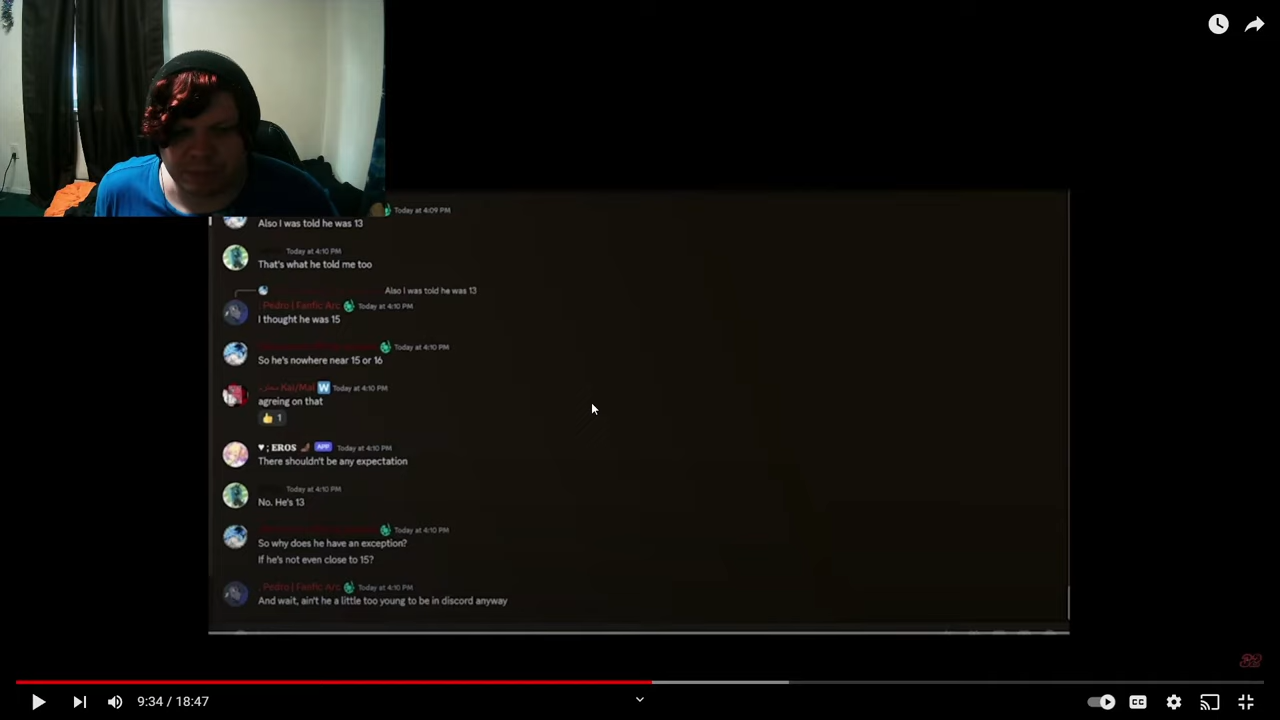 Today at 4:09 PM
Also I was told he was 13
Today at 4:10 PM
That's what he told me too
Also I was told he was 13
. Pedro | Fanfic Arc Today at 4:10 PM
I thought he was 15
Today at 4:10 PM
So he's nowhere near 15 or 16
Kai/Mal W Today at 4:10 PM
agreing on that
👍 1
♥ ; EROS APP Today at 4:10 PM
There shouldn't be any expectation
Today at 4:10 PM
No. He's 13
Today at 4:10 PM
So why does he have an exception?
If he's not even close to 15?
. Pedro | Fanfic Arc Today at 4:10 PM
And wait, ain't he a little too young to be in discord anyway
9:34 / 18:47
CC